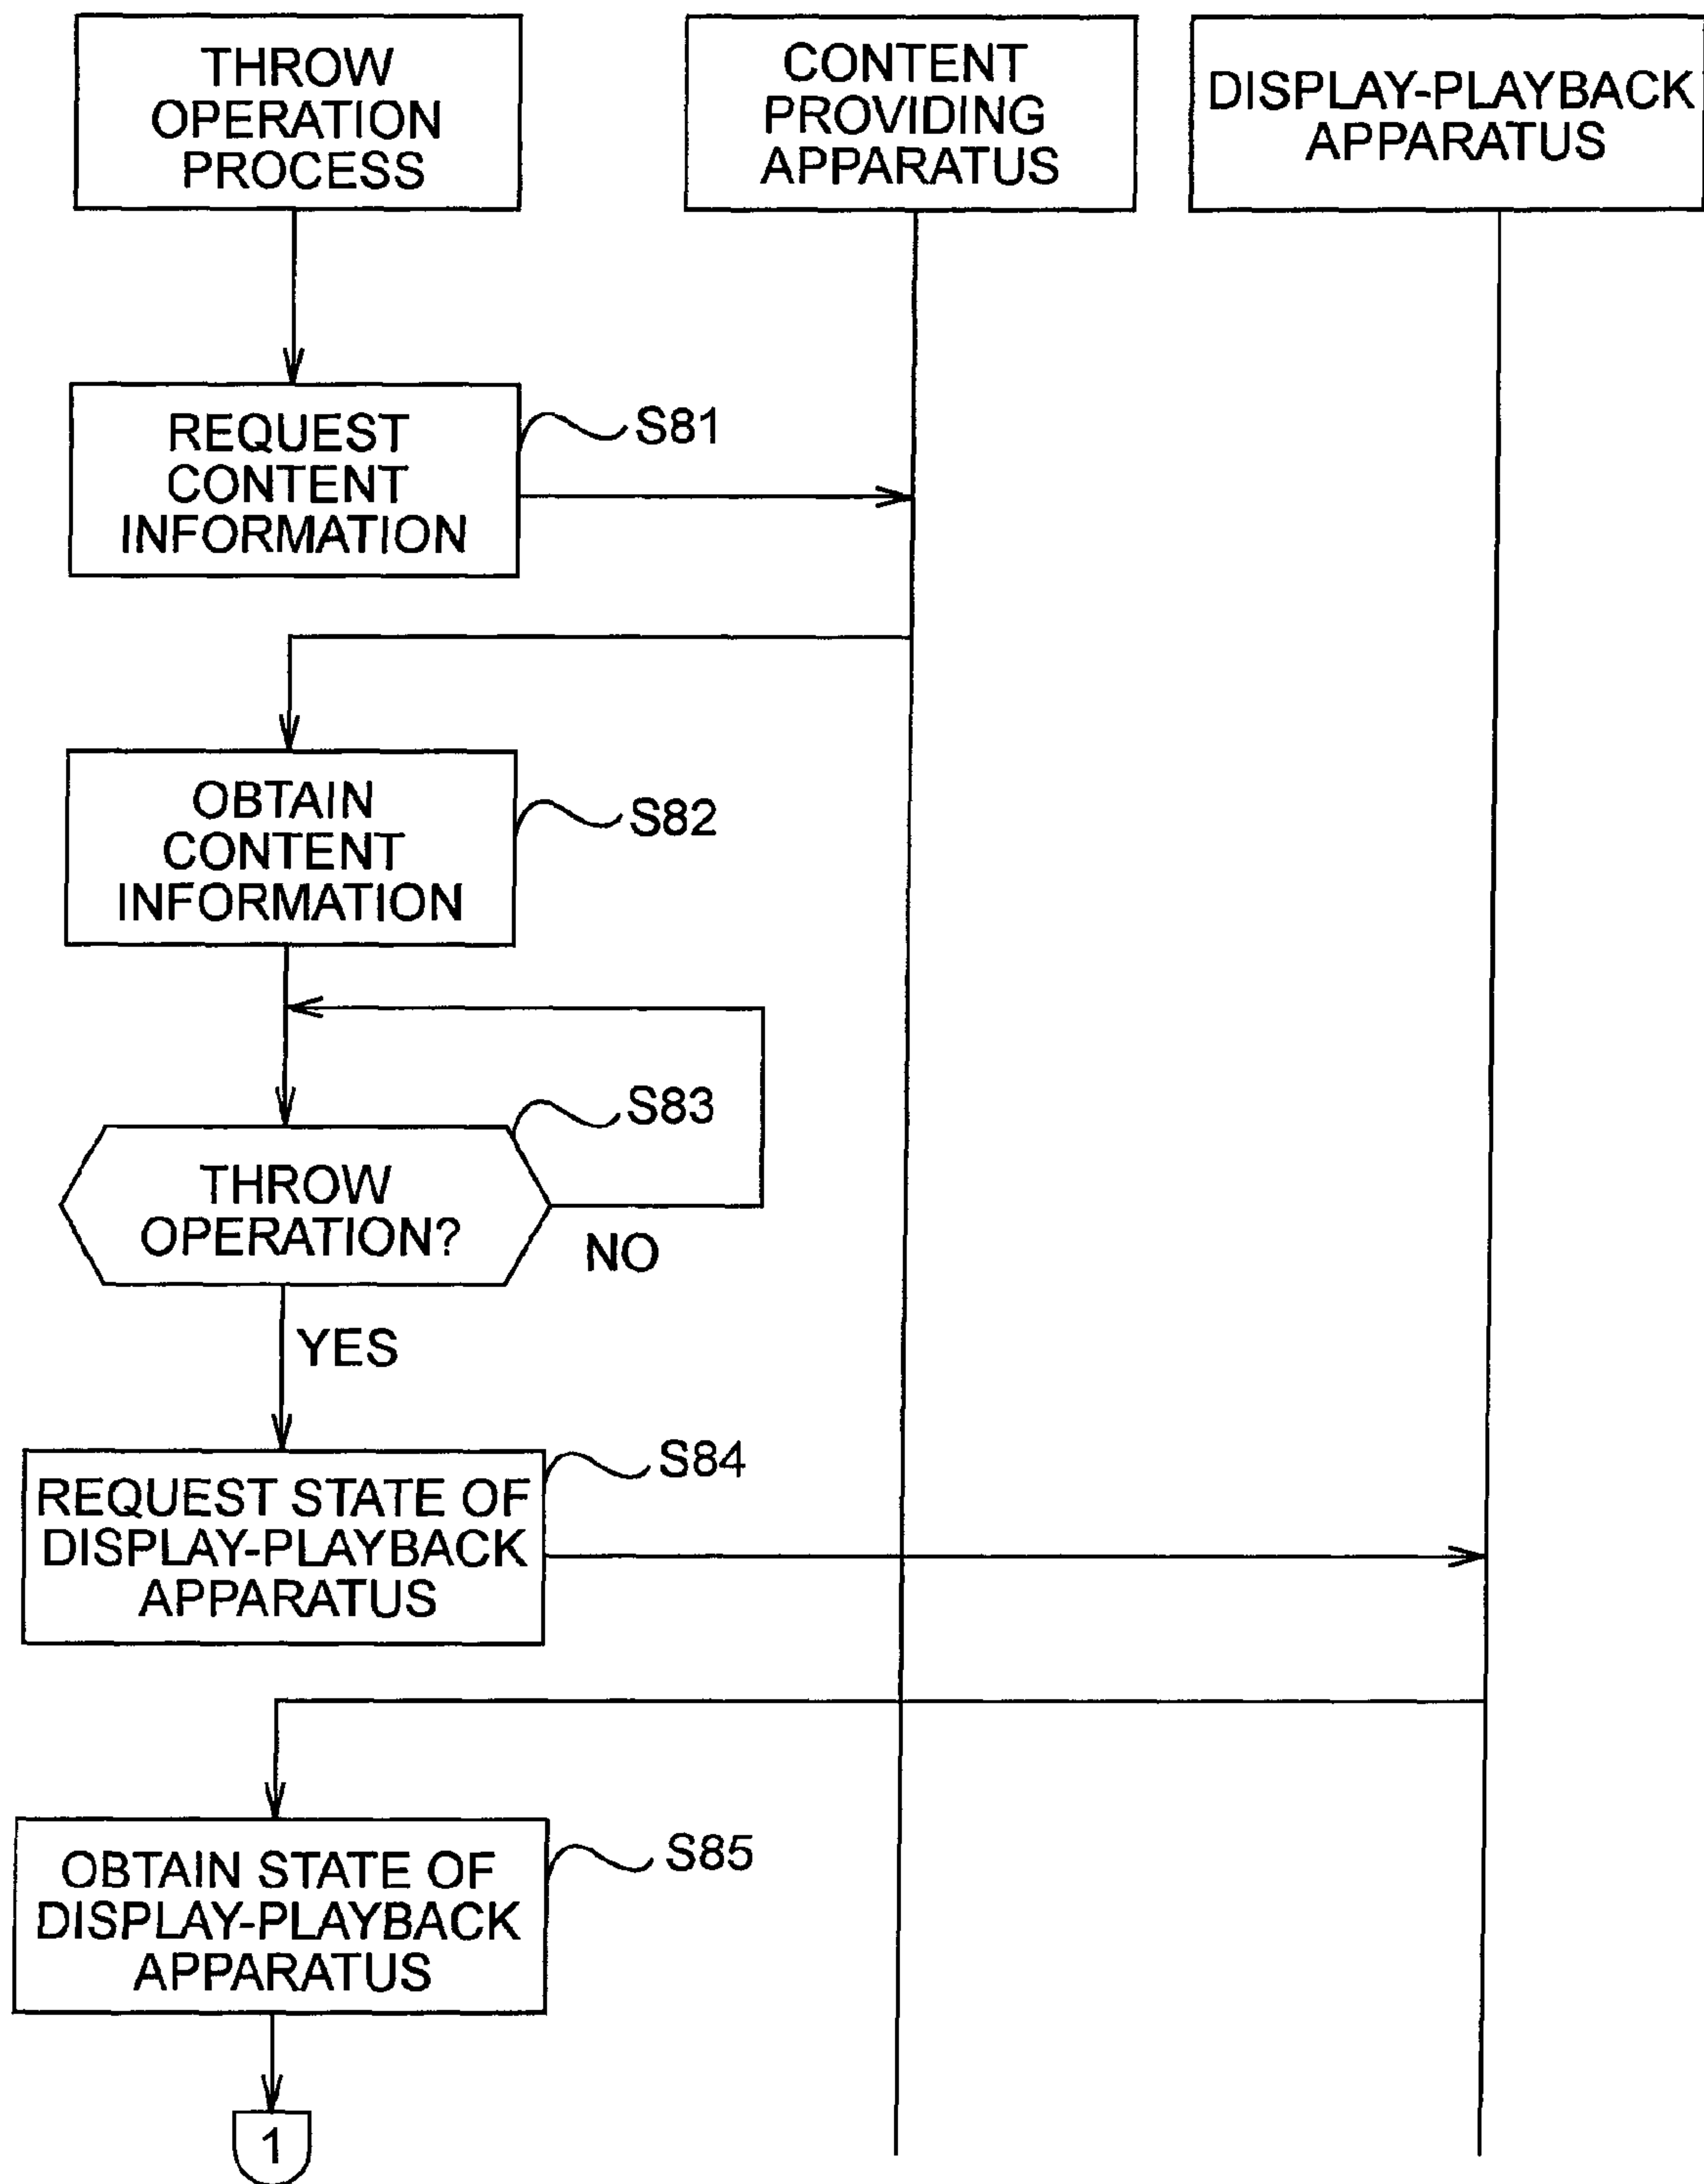 THROW
OPERATION
PROCESS
CONTENT
PROVIDING
APPARATUS
DISPLAY-PLAYBACK
APPARATUS
REQUEST
CONTENT
INFORMATION
S81
OBTAIN
CONTENT
INFORMATION
S82
S83
THROW
OPERATION?
NO
YES
S84
REQUEST STATE OF
DISPLAY-PLAYBACK
APPARATUS
S85
OBTAIN STATE OF
DISPLAY-PLAYBACK
APPARATUS
1